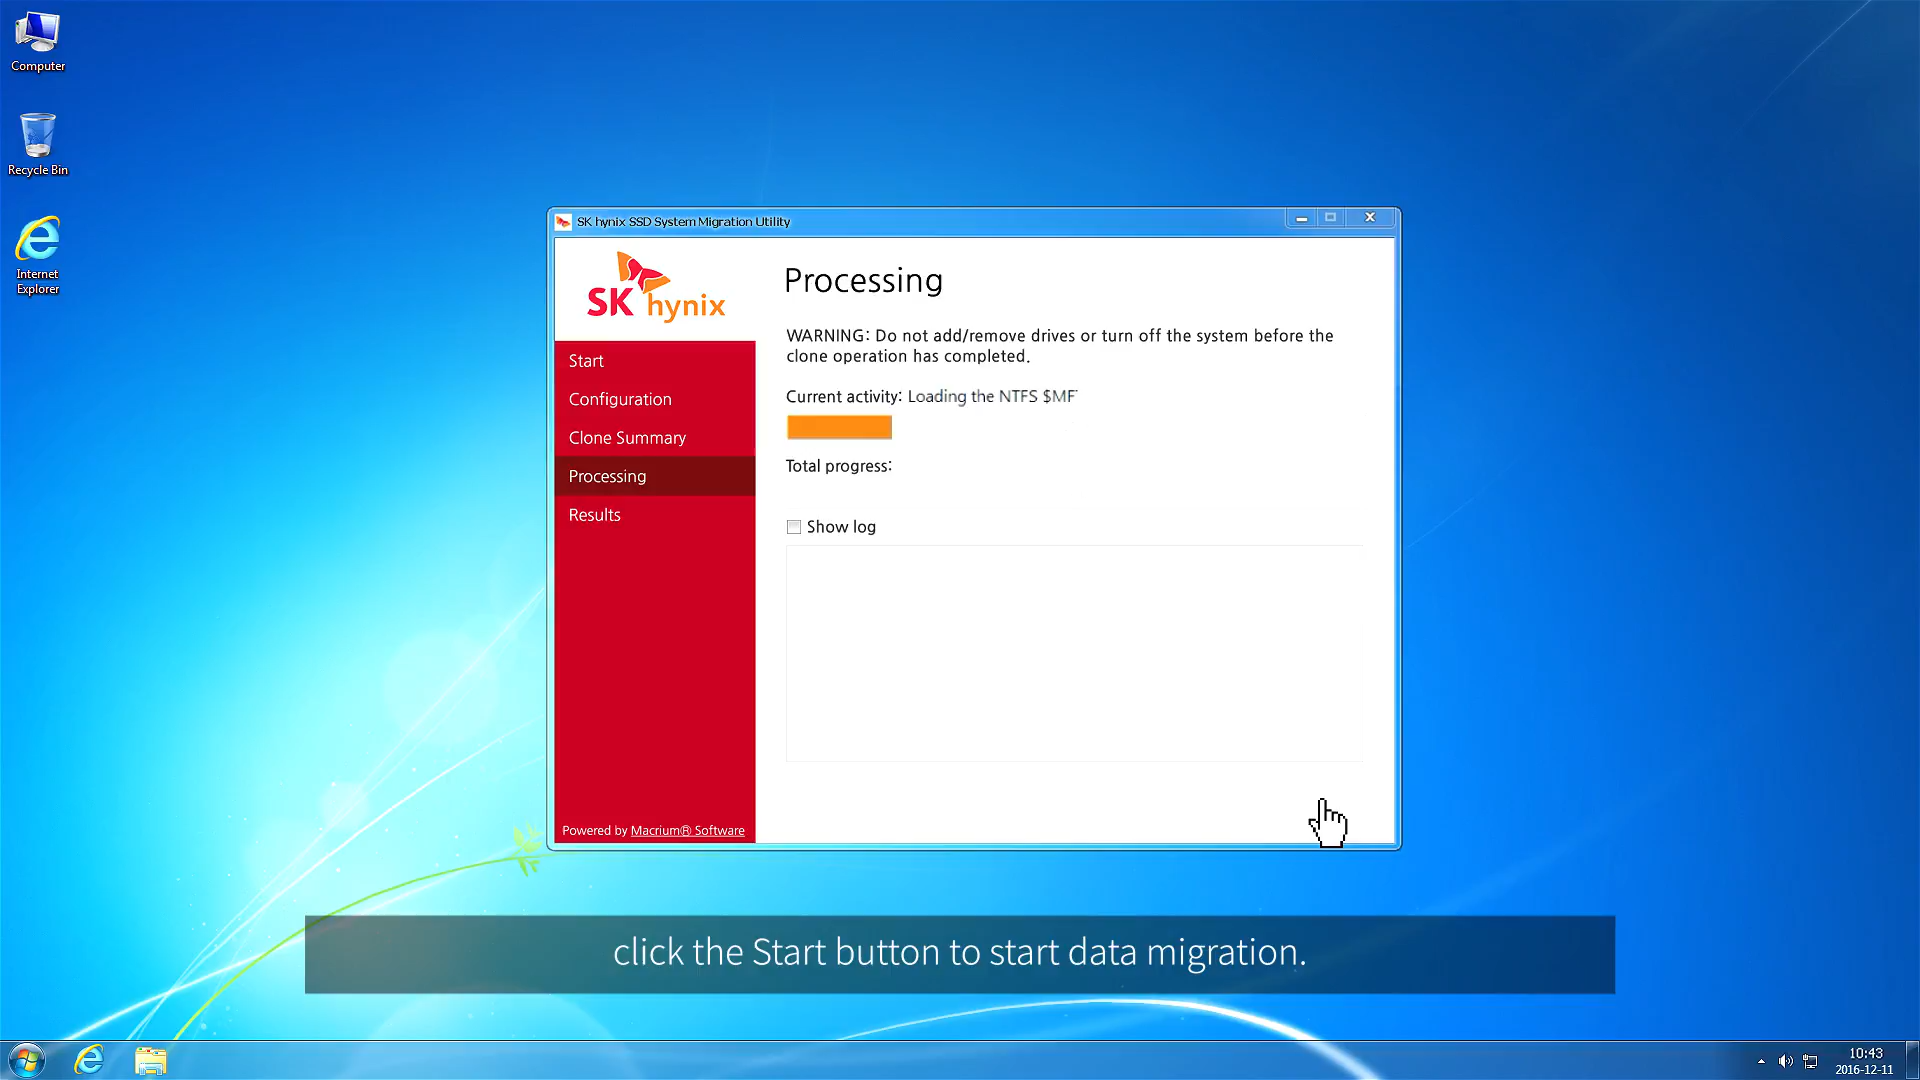 Computer
Recycle Bin
Internet
Explorer
SK hynix SSD System Migration Utility
SK hynix
Start
Configuration
Clone Summary
Processing
Results
Powered by Macrium® Software
Processing
WARNING: Do not add/remove drives or turn off the system before the
clone operation has completed.
Current activity: Loading the NTFS $MF
Total progress:
Show log
click the Start button to start data migration.
10:43
2016-12-11